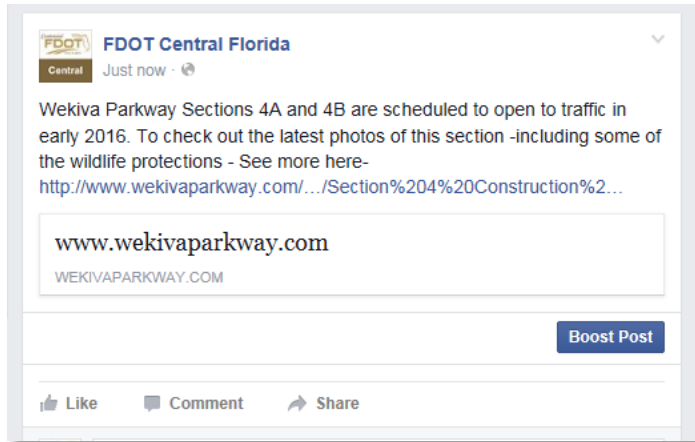 FDOT
Central
FDOT Central Florida
Just now ·
Wekiva Parkway Sections 4A and 4B are scheduled to open to traffic in
early 2016. To check out the latest photos of this section -including some of
the wildlife protections - See more here-
http://www.wekivaparkway.com/.../Section%204%20Construction%2...
www.wekivaparkway.com
WEKIVAPARKWAY.COM
Boost Post
Like Comment Share